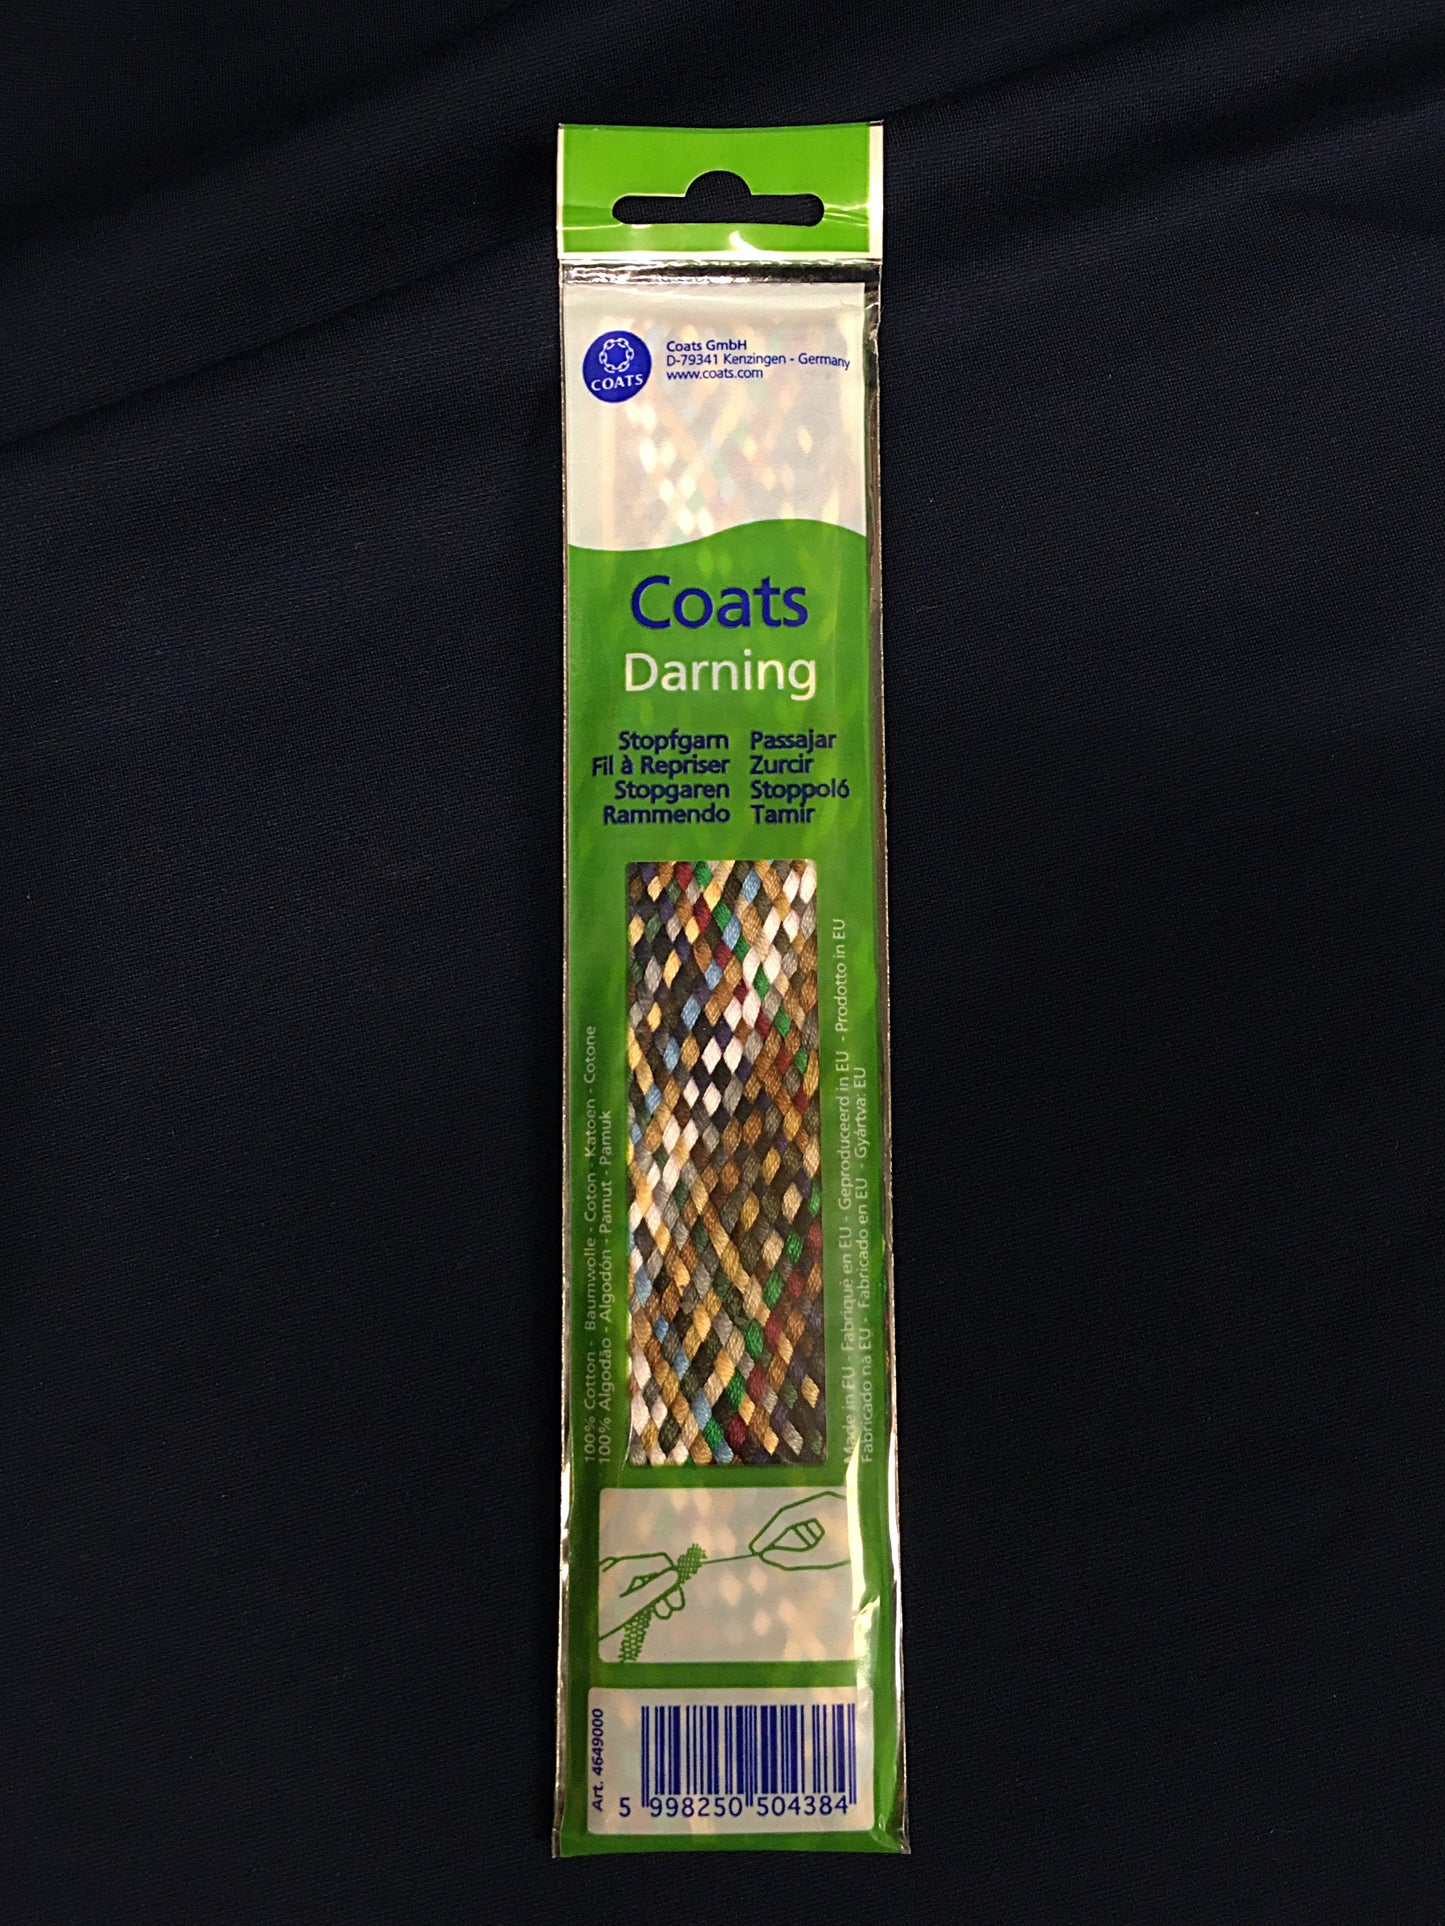 COATS
Coats GmbH
D-79341 Kenzingen - Germany
www.coats.com
Coats
Darning
Stopfgarn Passajar
Fil à Repriser Zurcir
Stopgaren Stoppoló
Rammendo Tamir
100% Cotton - Baumwolle - Coton - Katoen - Cotone
100% Algodão - Algodón - Pamut - Pamuk
Made in EU - Fabriqué en EU - Geproduceerd in EU - Prodotto in EU
Fabricado na EU - Fabricado en EU - Gyártva: EU
Art. 4649000
5 998250 504384